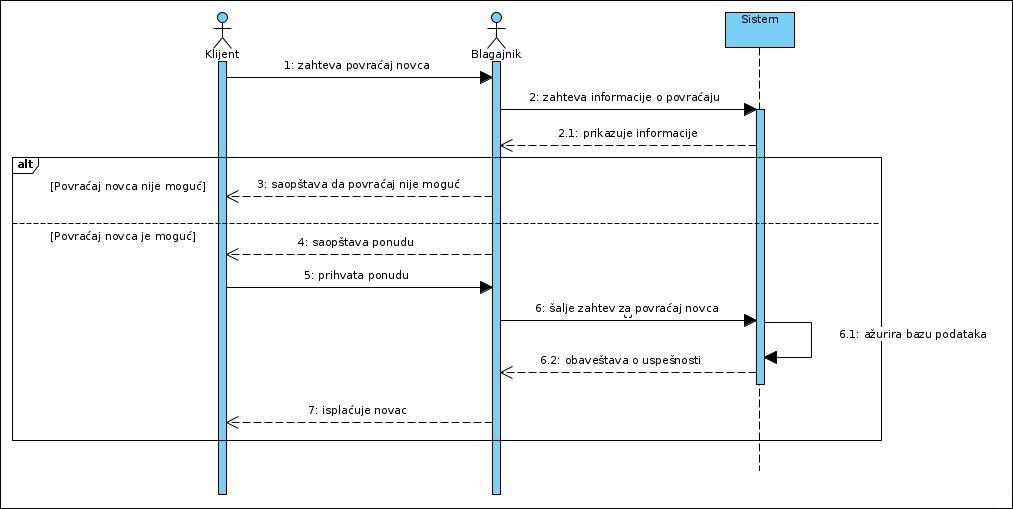 Klijent
Blagajnik
Sistem
1: zahteva povraćaj novca
2: zahteva informacije o povraćaju
2.1: prikazuje informacije
alt
[Povraćaj novca nije moguć]
3: saopštava da povraćaj nije moguć
[Povraćaj novca je moguć]
4: saopštava ponudu
5: prihvata ponudu
6: šalje zahtev za povraćaj novca
6.1: ažurira bazu podataka
6.2: obaveštava o uspešnosti
7: isplaćuje novac